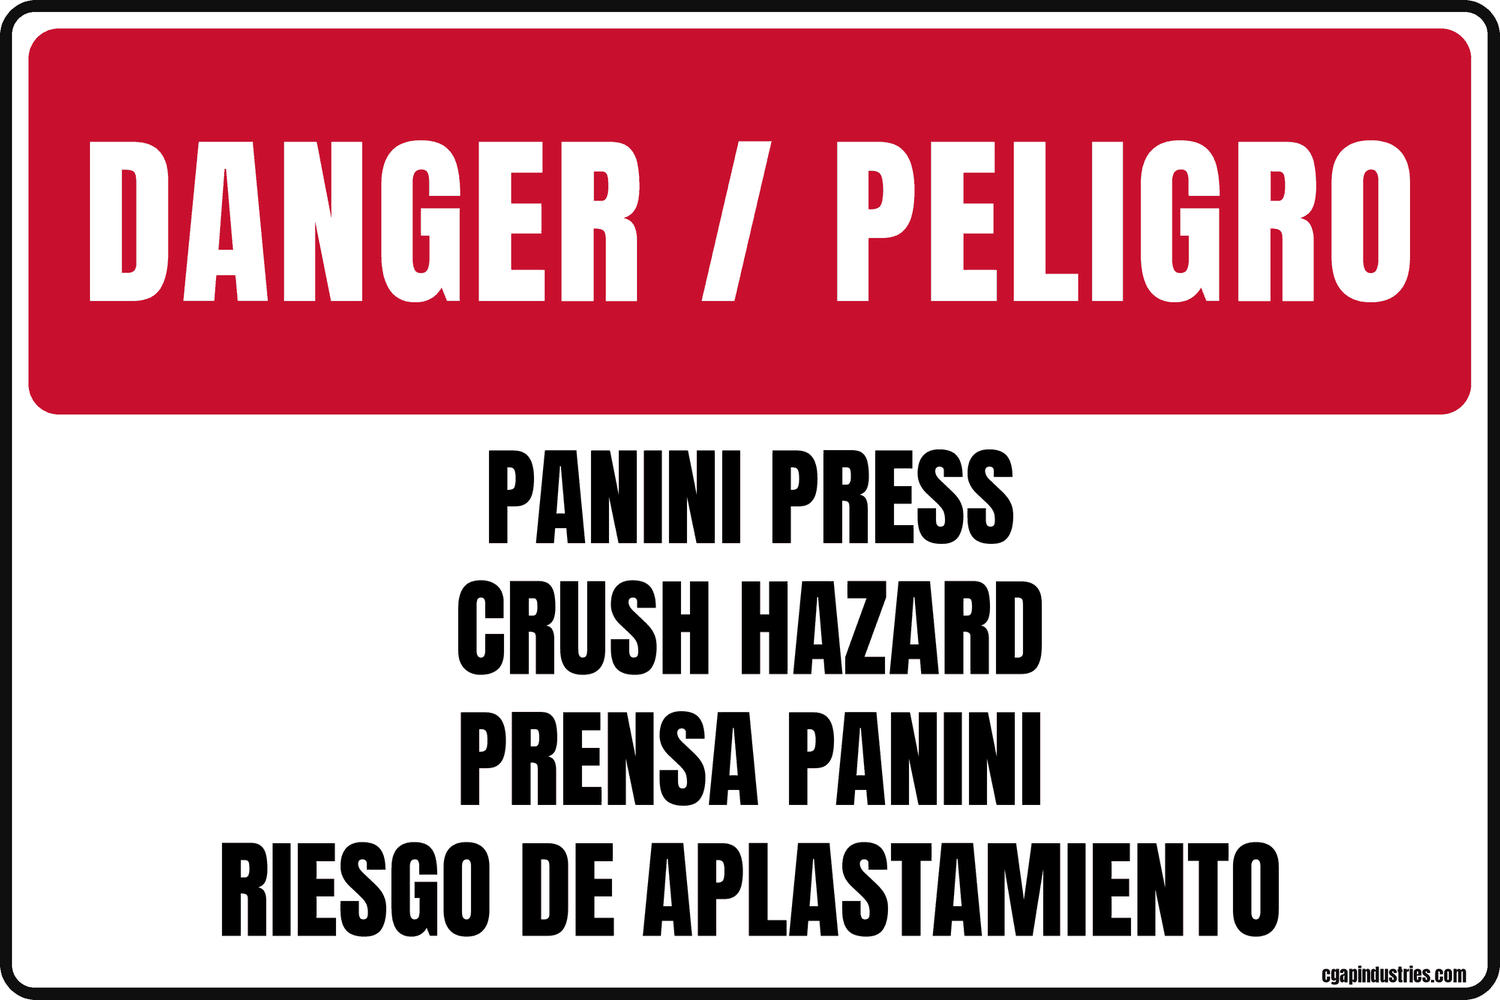 DANGER / PELIGRO
PANINI PRESS
CRUSH HAZARD
PRENSA PANINI
RIESGO DE APLASTAMIENTO
cgapindustries.com